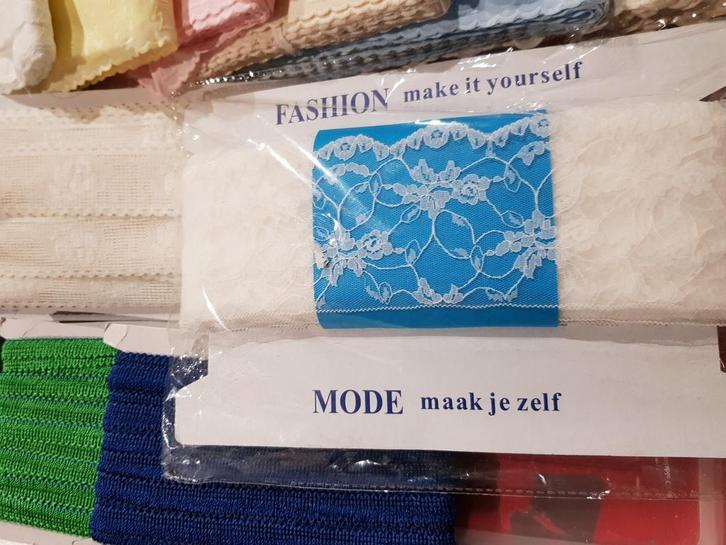 FASHION make it yourself
MODE maak je zelf